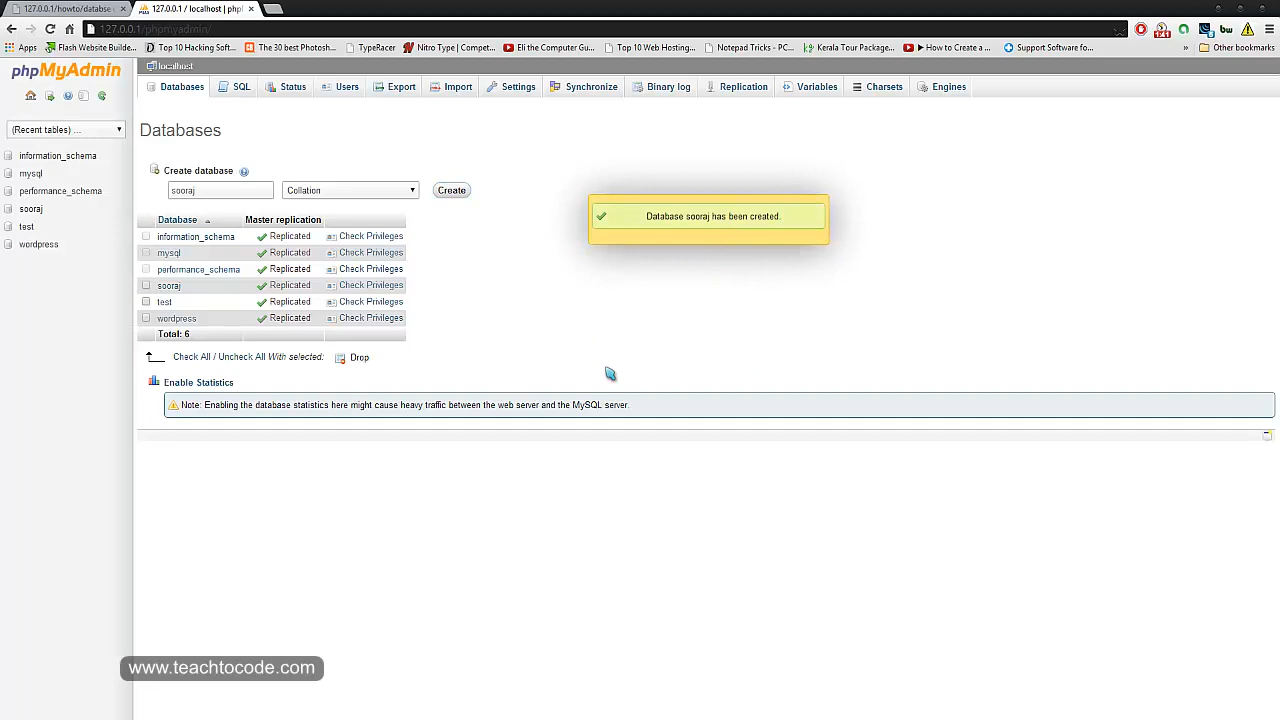 127.0.0.1/howto/databse
127.0.0.1 / localhost | phpl
127.0.0.1/phpmyadmin/
Apps
Flash Website Builde...
Top 10 Hacking Soft...
The 30 best Photosh...
TypeRacer
Nitro Type | Compet...
Eli the Computer Gu...
Top 10 Web Hosting...
Notepad Tricks - PC...
Kerala Tour Package...
How to Create a ...
Support Software fo...
»
Other bookmarks
phpMyAdmin
localhost
Databases
SQL
Status
Users
Export
Import
Settings
Synchronize
Binary log
Replication
Variables
Charsets
Engines
(Recent tables) ...
information_schema
mysql
performance_schema
sooraj
test
wordpress
Databases
Create database
sooraj
Collation
Create
Database sooraj has been created.
Database Master replication
information_schema Replicated Check Privileges
mysql Replicated Check Privileges
performance_schema Replicated Check Privileges
sooraj Replicated Check Privileges
test Replicated Check Privileges
wordpress Replicated Check Privileges
Total: 6
Check All / Uncheck All With selected: Drop
Enable Statistics
Note: Enabling the database statistics here might cause heavy traffic between the web server and the MySQL server.
www.teachtocode.com